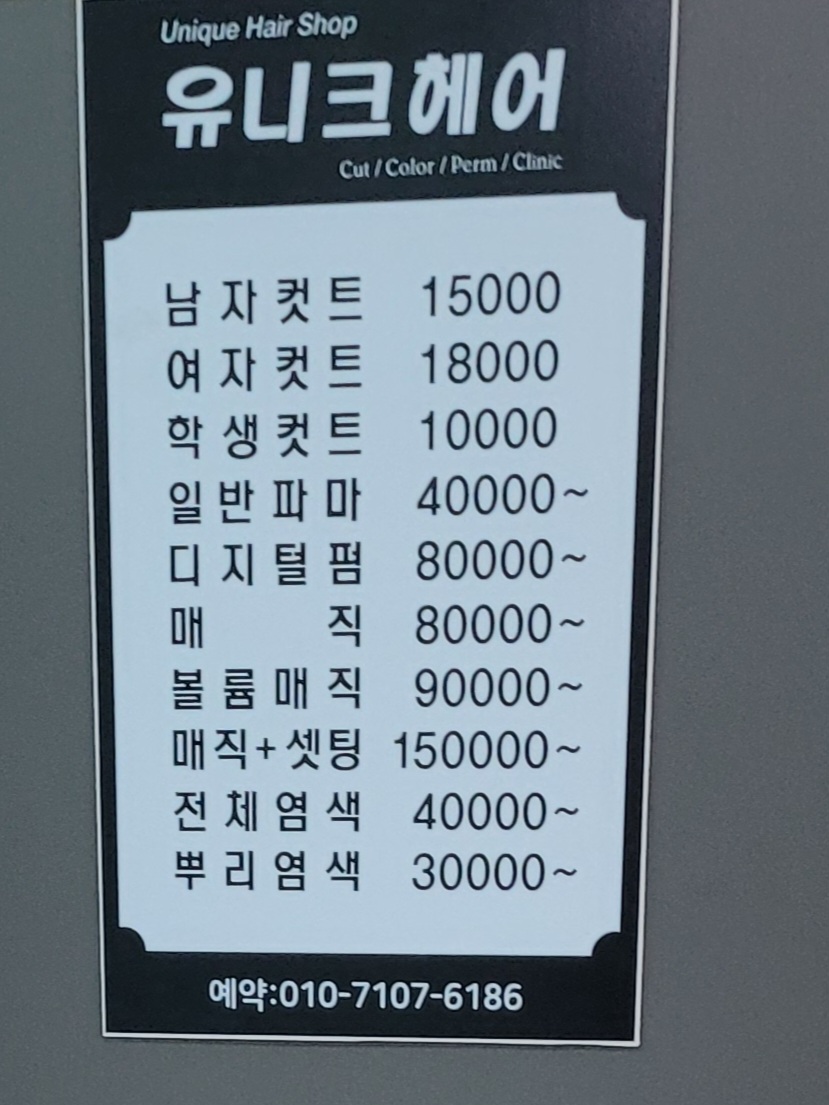 Unique Hair Shop
유니크헤어
Cut / Color / Perm / Clinic
남자컷트 15000
여자컷트 18000
학생컷트 10000
일반파마 40000~
디지털펌 80000~
매직 80000~
볼륨매직 90000~
매직+셋팅 150000~
전체염색 40000~
뿌리염색 30000~
예약:010-7107-6186